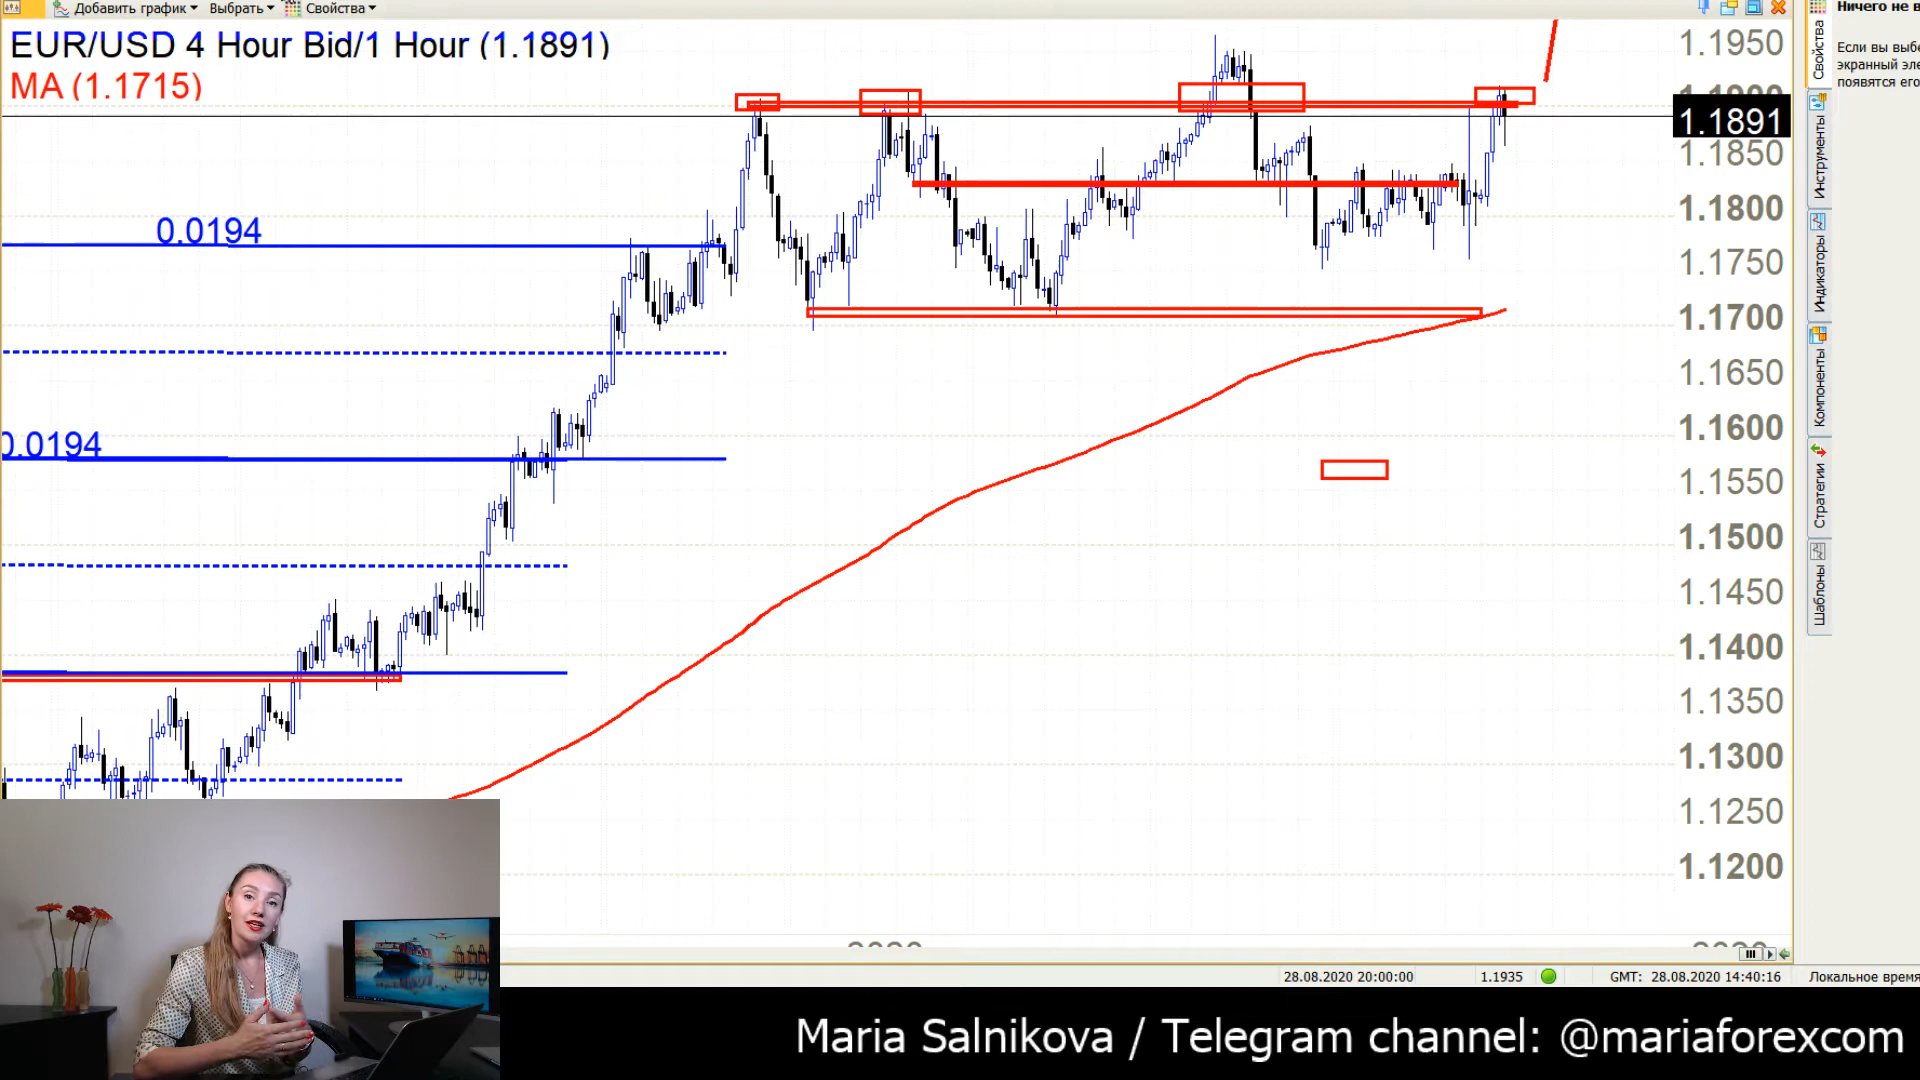 Добавить график
Выбрать
Свойства
Ничего не в
EUR/USD 4 Hour Bid/1 Hour (1.1891)
MA (1.1715)
Если вы выбе
экранный эле
появятся его
Свойства
Инструменты
Индикаторы
Компоненты
Стратегии
Шаблоны
0.0194
0.0194
1.1950
1.1900
1.1891
1.1850
1.1800
1.1750
1.1700
1.1650
1.1600
1.1550
1.1500
1.1450
1.1400
1.1350
1.1300
1.1250
1.1200
28.08.2020 20:00:00
1.1935
GMT: 28.08.2020 14:40:16
Локальное время
Maria Salnikova / Telegram channel: @mariaforexcom